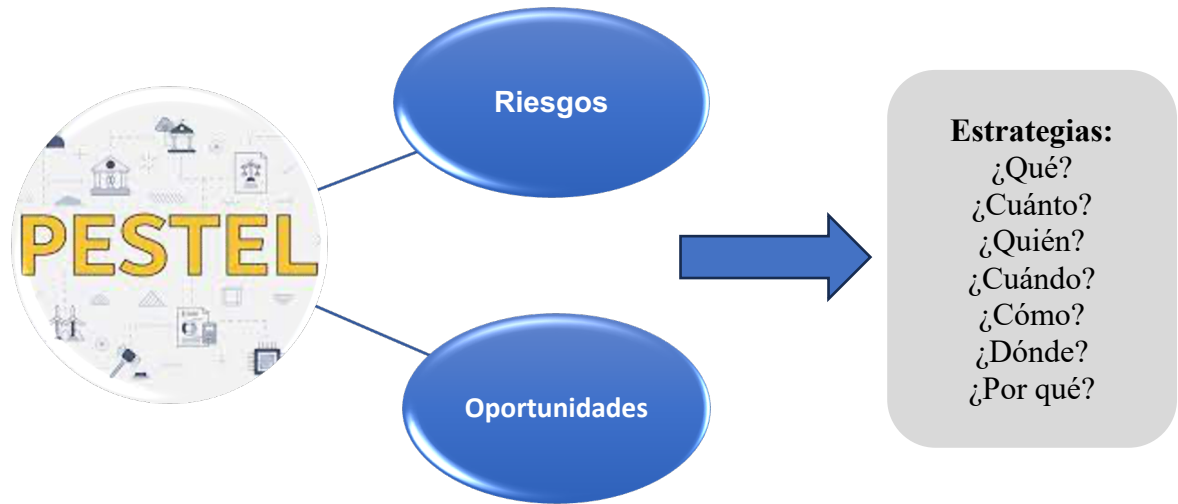 PESTEL
Riesgos
Oportunidades
Estrategias:
¿Qué?
¿Cuánto?
¿Quién?
¿Cuándo?
¿Cómo?
¿Dónde?
¿Por qué?